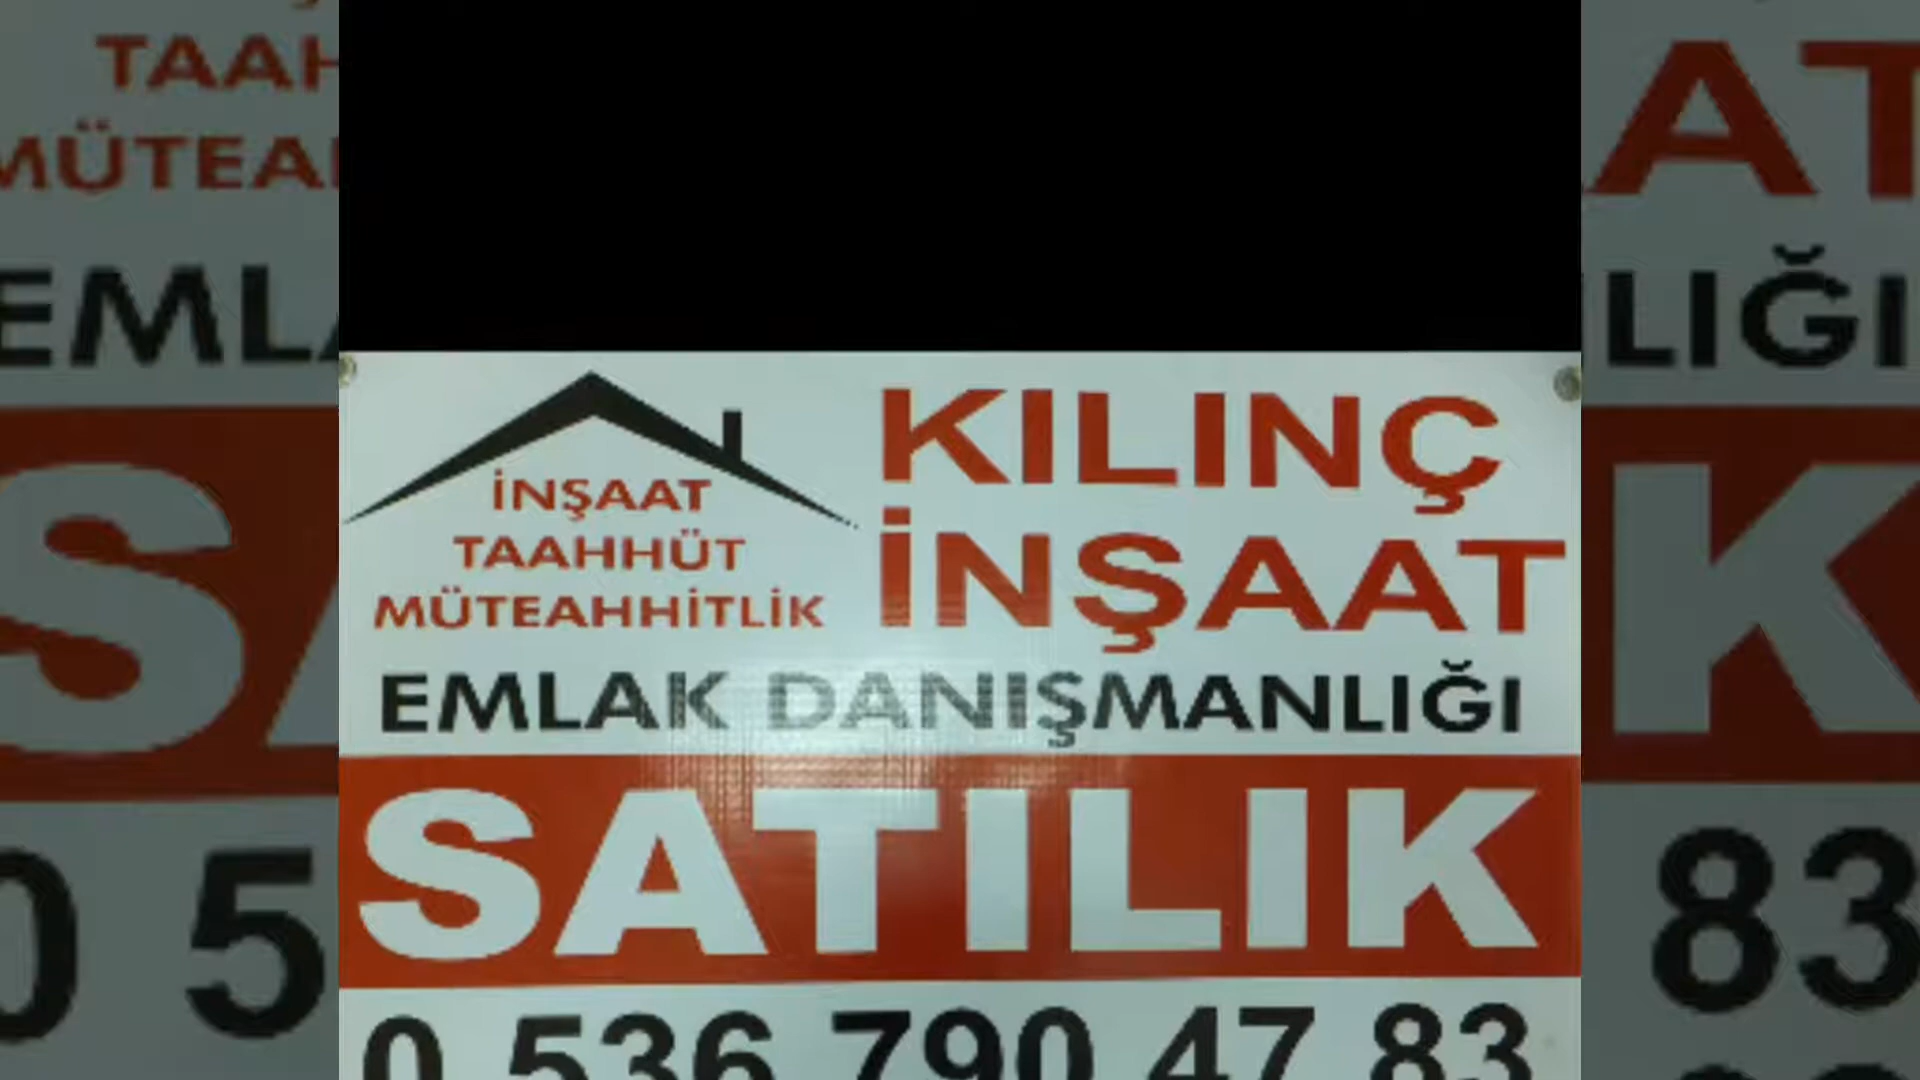 İNŞAAT
TAAHHÜT
MÜTEAHHİTLİK
KILINÇ
İNŞAAT
EMLAK DANIŞMANLIĞI
SATILIK
0 536 790 47 83